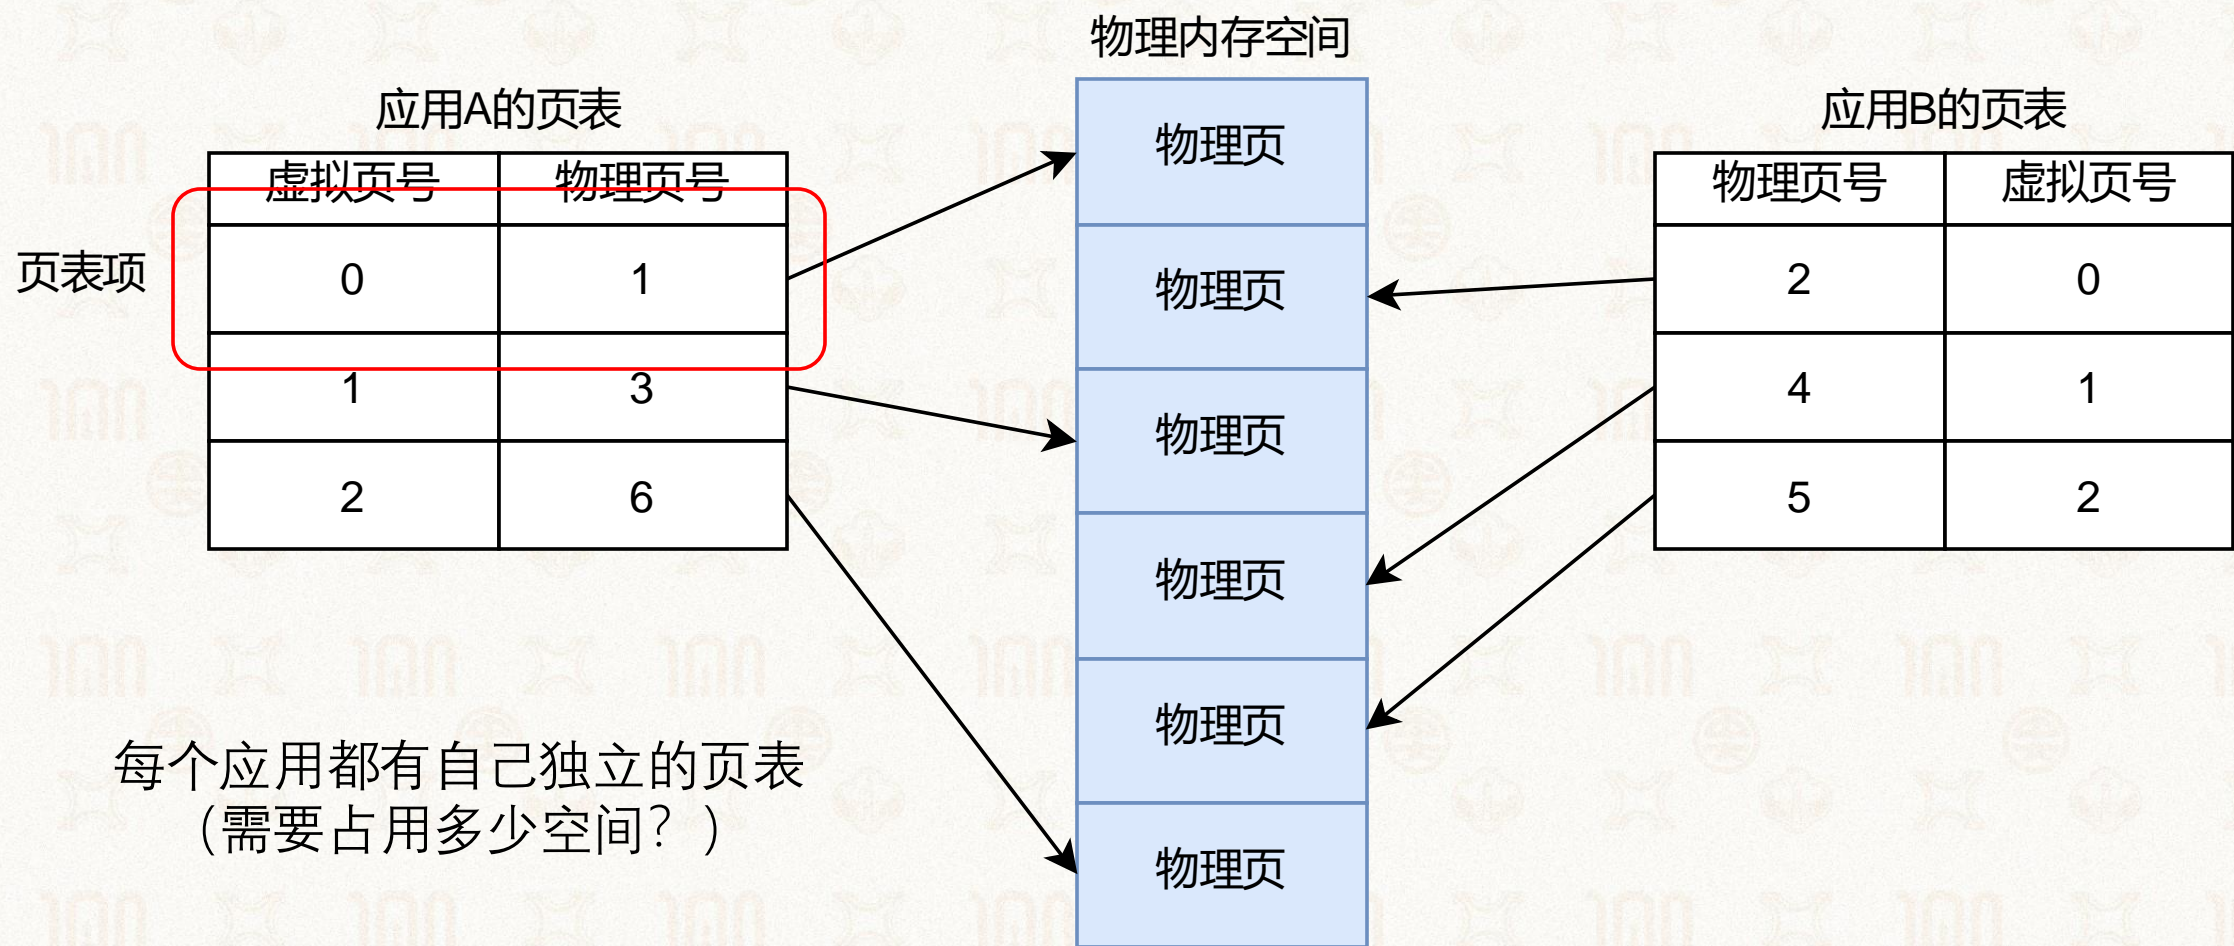 物理内存空间
应用A的页表
虚拟页号 物理页号
页表项
0 1
1 3
2 6
物理页
物理页
物理页
物理页
物理页
物理页
应用B的页表
物理页号 虚拟页号
2 0
4 1
5 2
每个应用都有自己独立的页表
（需要占用多少空间？）